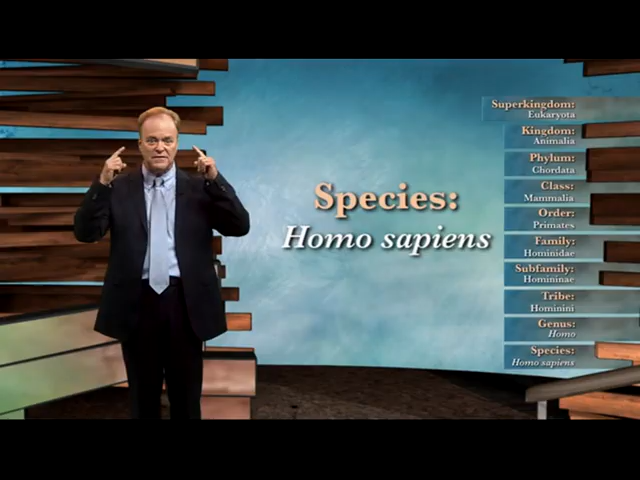 Species:
Homo sapiens
Superkingdom:
Eukaryota
Kingdom:
Animalia
Phylum:
Chordata
Class:
Mammalia
Order:
Primates
Family:
Hominidae
Subfamily:
Homininae
Tribe:
Hominini
Genus:
Homo
Species:
Homo sapiens